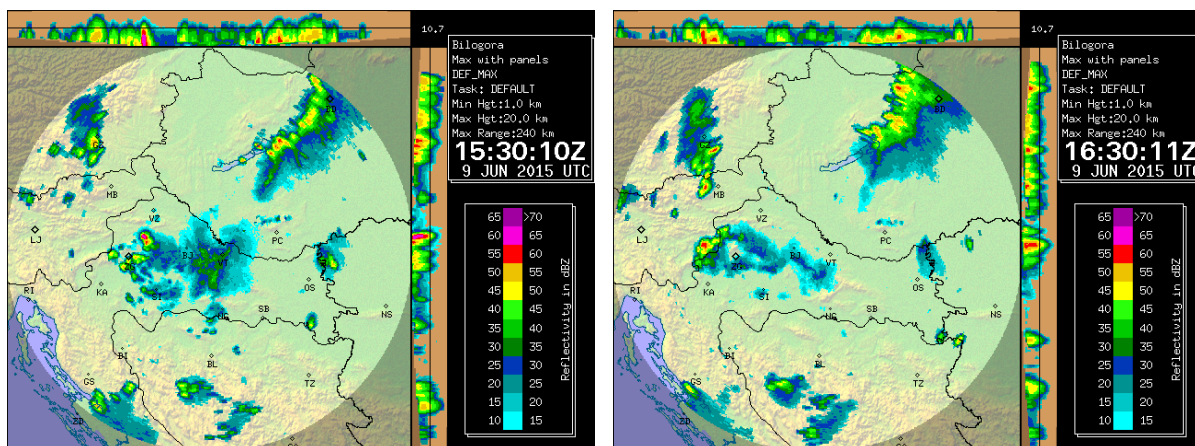 10.7
Bilogora
Max with panels
DEF_MAX
Task: DEFAULT
Min Hgt:1.0 km
Max Hgt:20.0 km
Max Range:240 km
15:30:10Z
9 JUN 2015 UTC
65 >70
60 65
55 60
50 55
45 50
40 45
35 40
30 35
25 30
20 25
15 20
10 15
Reflectivity in dBZ
BD
GZ
MB
VZ
LJ
PC
ZG
BJ
VT
RI
KA
SI
OS
NG
SB
NS
BI
BL
GS
TZ
ZD
10.7
Bilogora
Max with panels
DEF_MAX
Task: DEFAULT
Min Hgt:1.0 km
Max Hgt:20.0 km
Max Range:240 km
16:30:11Z
9 JUN 2015 UTC
65 >70
60 65
55 60
50 55
45 50
40 45
35 40
30 35
25 30
20 25
15 20
10 15
Reflectivity in dBZ
BD
GZ
MB
VZ
LJ
PC
ZG
BJ
VT
RI
KA
SI
OS
NG
SB
NS
BI
BL
GS
TZ
ZD